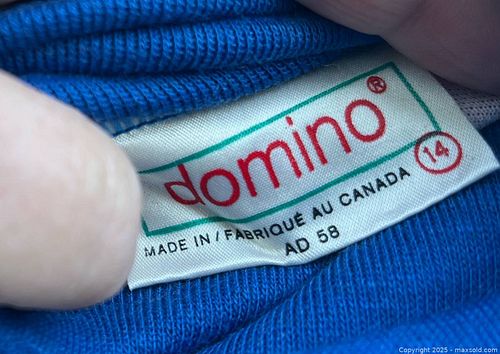 domino®
14
MADE IN / FABRIQUÉ AU CANADA
AD 58
Copyright 2025 - maxsold.com